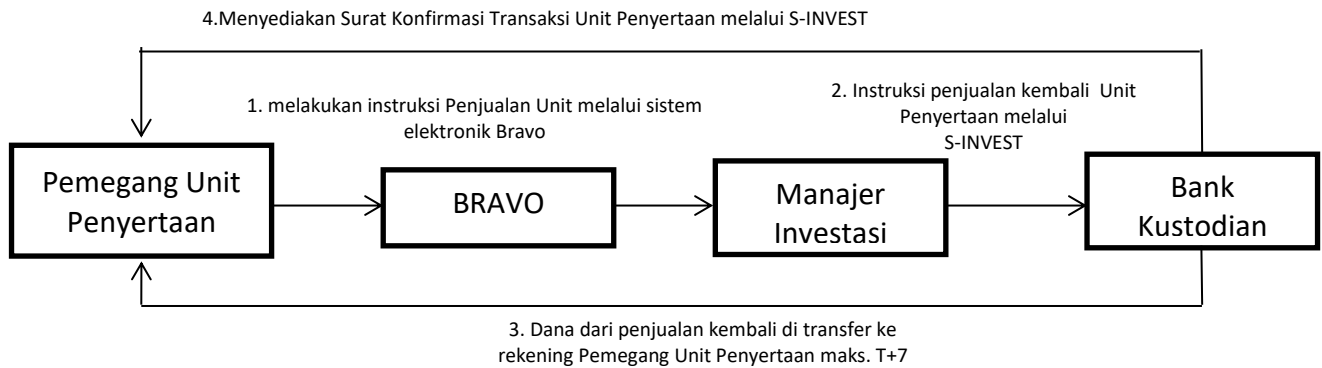 4.Menyediakan Surat Konfirmasi Transaksi Unit Penyertaan melalui S-INVEST
1. melakukan instruksi Penjualan Unit melalui sistem
elektronik Bravo
2. Instruksi penjualan kembali Unit
Penyertaan melalui
S-INVEST
Pemegang Unit
Penyertaan
BRAVO
Manajer
Investasi
Bank
Kustodian
3. Dana dari penjualan kembali di transfer ke
rekening Pemegang Unit Penyertaan maks. T+7